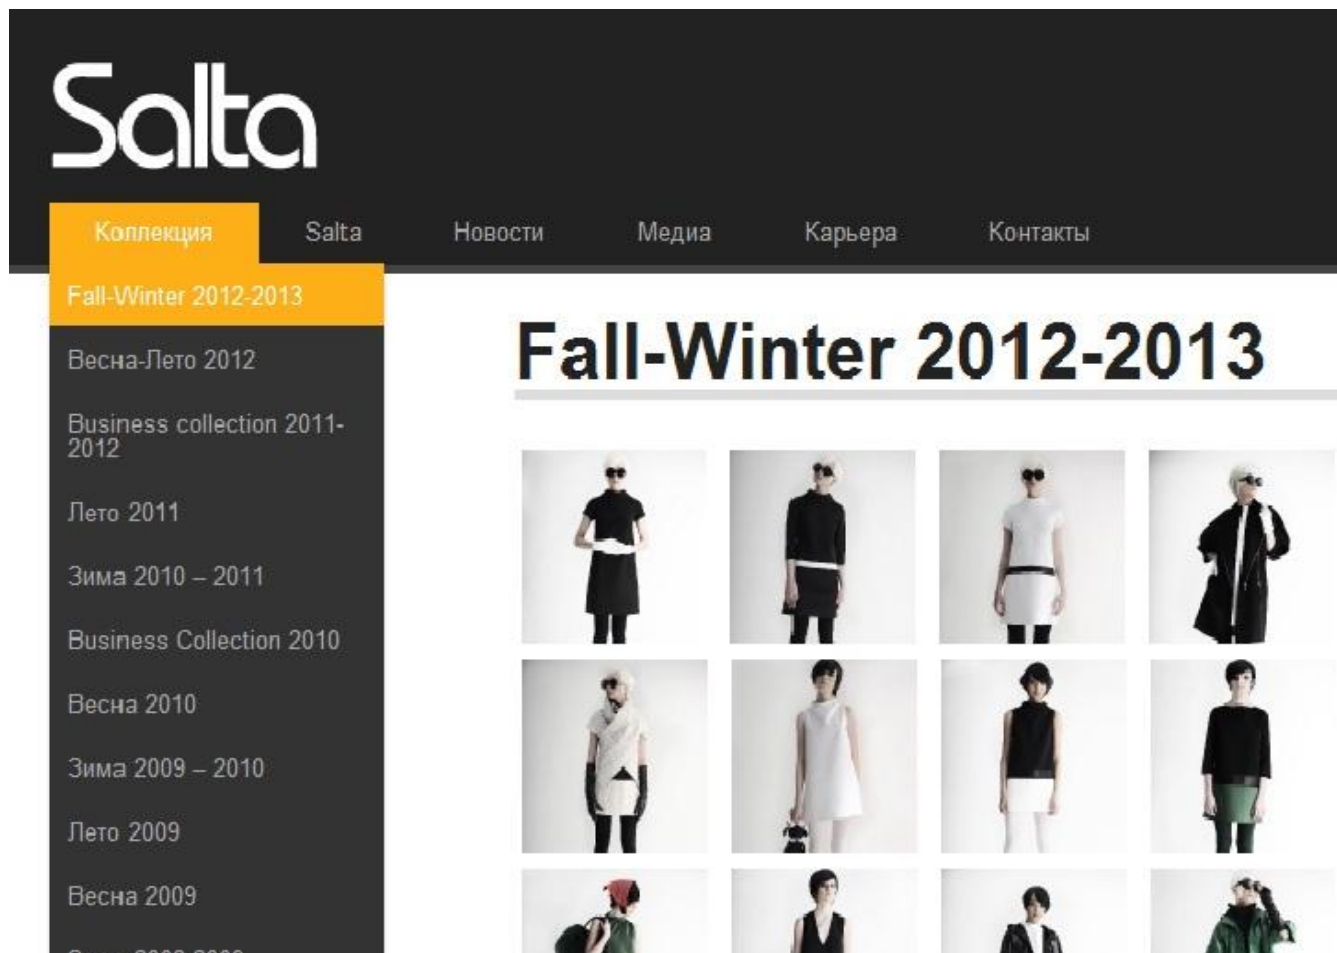 Salta
Коллекция Salta Новости Медиа Карьера Контакты
Fall-Winter 2012-2013
Весна-Лето 2012
Business collection 2011-
2012
Лето 2011
Зима 2010 – 2011
Business Collection 2010
Весна 2010
Зима 2009 – 2010
Лето 2009
Весна 2009
Fall-Winter 2012-2013